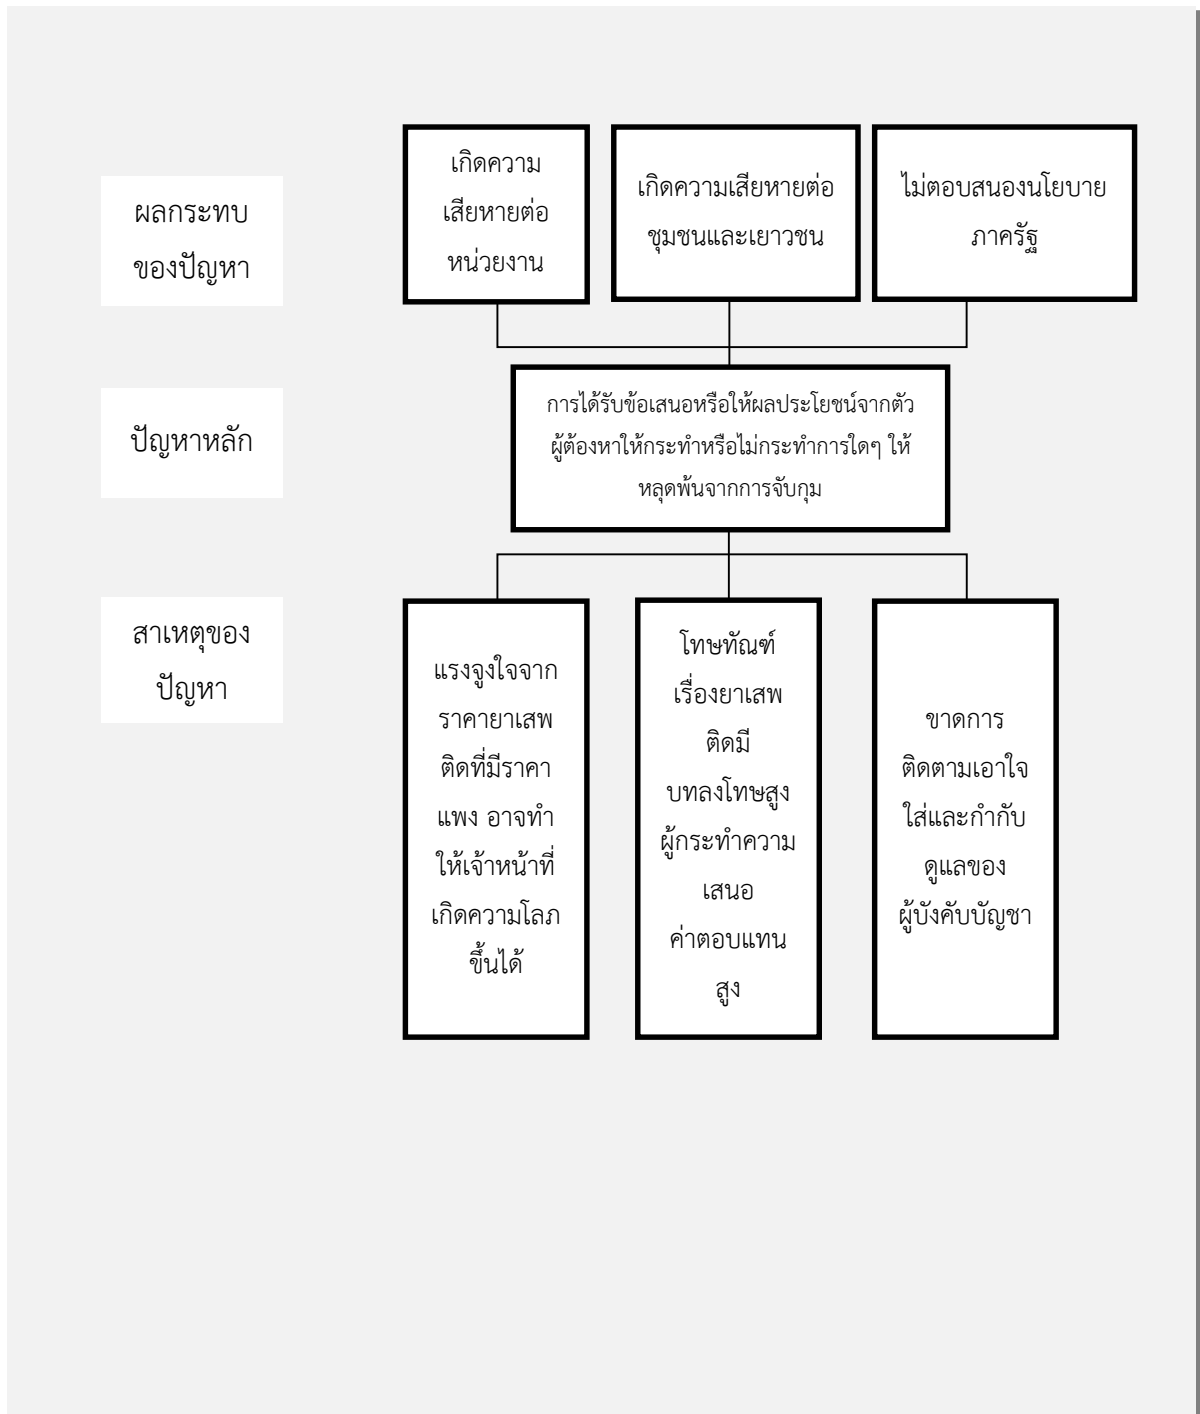 ผลกระทบ
ของปัญหา
เกิดความ
เสียหายต่อ
หน่วยงาน
เกิดความเสียหายต่อ
ชุมชนและเยาวชน
ไม่ตอบสนองนโยบาย
ภาครัฐ
ปัญหาหลัก
การได้รับข้อเสนอหรือให้ผลประโยชน์จากตัว
ผู้ต้องหาให้กระทำหรือไม่กระทำการใดๆ ให้
หลุดพ้นจากการจับกุม
สาเหตุของ
ปัญหา
แรงจูงใจจาก
ราคายาเสพ
ติดที่มีราคา
แพง อาจทำ
ให้เจ้าหน้าที่
เกิดความโลภ
ขึ้นได้
โทษทัณฑ์
เรื่องยาเสพ
ติดมี
บทลงโทษสูง
ผู้กระทำความ
เสนอ
ค่าตอบแทน
สูง
ขาดการ
ติดตามเอาใจ
ใส่และกำกับ
ดูแลของ
ผู้บังคับบัญชา